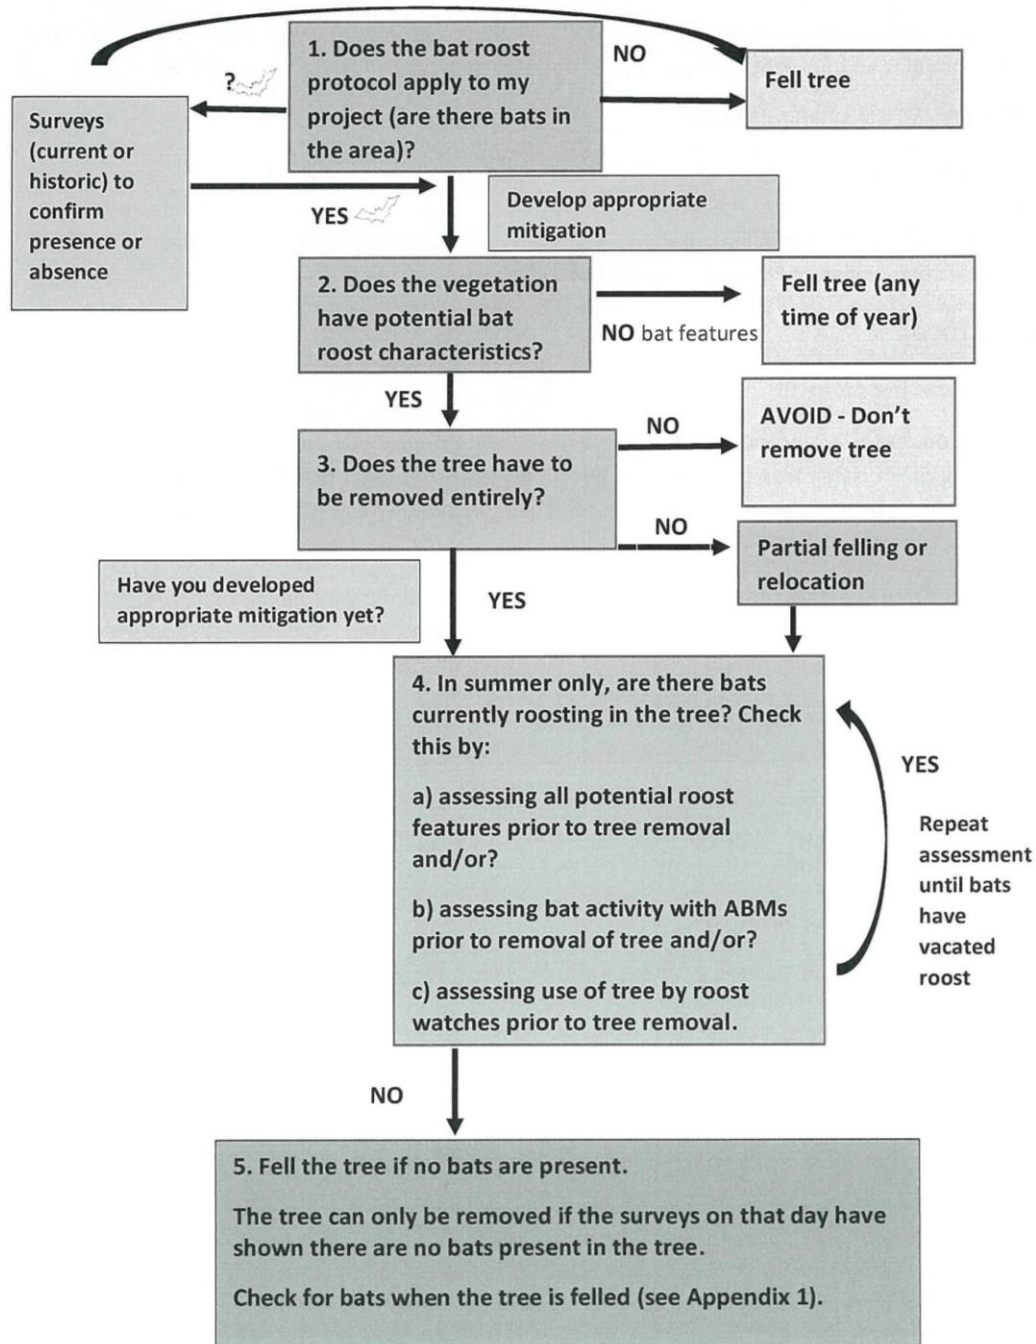 1. Does the bat roost
protocol apply to my
project (are there bats in
the area)?
NO
Fell tree
?
Surveys
(current or
historic) to
confirm
presence or
absence
YES
Develop appropriate
mitigation
2. Does the vegetation
have potential bat
roost characteristics?
NO bat features
Fell tree (any
time of year)
YES
3. Does the tree have to
be removed entirely?
NO
AVOID - Don't
remove tree
NO
Partial felling or
relocation
Have you developed
appropriate mitigation yet?
YES
4. In summer only, are there bats
currently roosting in the tree? Check
this by:
a) assessing all potential roost
features prior to tree removal
and/or?
b) assessing bat activity with ABMs
prior to removal of tree and/or?
c) assessing use of tree by roost
watches prior to tree removal.
YES
Repeat
assessment
until bats
have
vacated
roost
NO
5. Fell the tree if no bats are present.
The tree can only be removed if the surveys on that day have
shown there are no bats present in the tree.
Check for bats when the tree is felled (see Appendix 1).